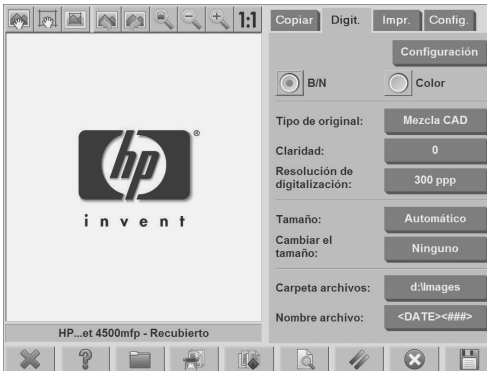 1:1
Copiar Digit. Impr. Config.
Configuración
B/N Color
Tipo de original: Mezcla CAD
Claridad: 0
Resolución de
digitalización: 300 ppp
Tamaño: Automático
Cambiar el
tamaño: Ninguno
Carpeta archivos: d:\Images
Nombre archivo: <DATE><###>
hp®
invent
HP...et 4500mfp - Recubierto
?